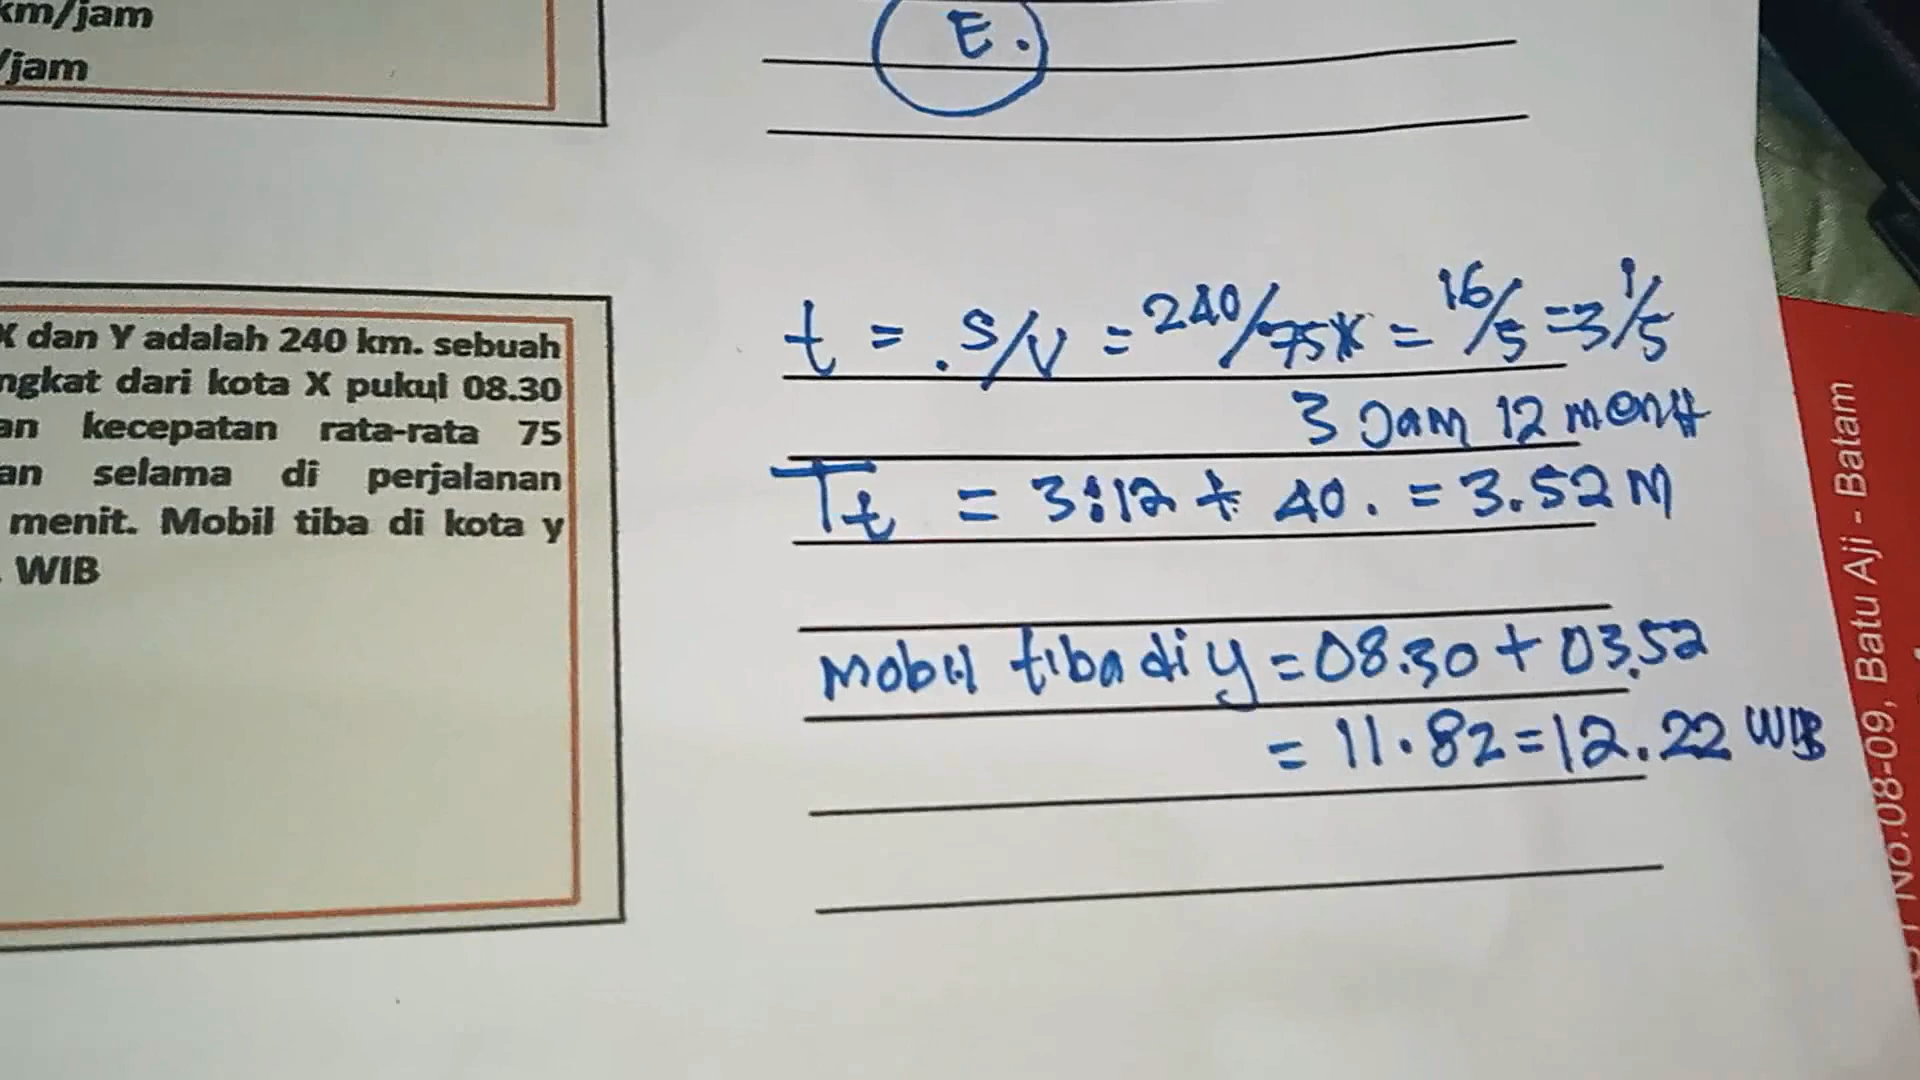 km/jam
/jam
E.
X dan Y adalah 240 km. sebuah
ngkat dari kota X pukul 08.30
an kecepatan rata-rata 75
an selama di perjalanan
menit. Mobil tiba di kota y
. WIB
t = .S/V = 240/75 = 16/5 = 3 1/5
3 Jam 12 menit
Tt = 3:12 + 40. = 3.52 M
mobil tiba di y = 08.30 + 03.52
= 11.82 = 12.22 WIB
No.08-09, Batu Aji - Batam